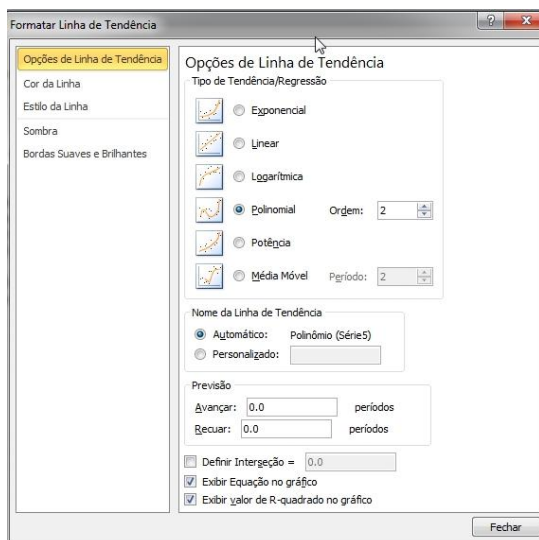 Formatar Linha de Tendência
Opções de Linha de Tendência
Cor da Linha
Estilo da Linha
Sombra
Bordas Suaves e Brilhantes
Opções de Linha de Tendência
Tipo de Tendência/Regressão
Exponencial
Linear
Logarítmica
Polinomial Ordem: 2
Potência
Média Móvel Período: 2
Nome da Linha de Tendência
Automático: Polinômio (Série5)
Personalizado:
Previsão
Avançar: 0.0 períodos
Recuar: 0.0 períodos
Definir Interseção = 0.0
Exibir Equação no gráfico
Exibir valor de R-quadrado no gráfico
Fechar